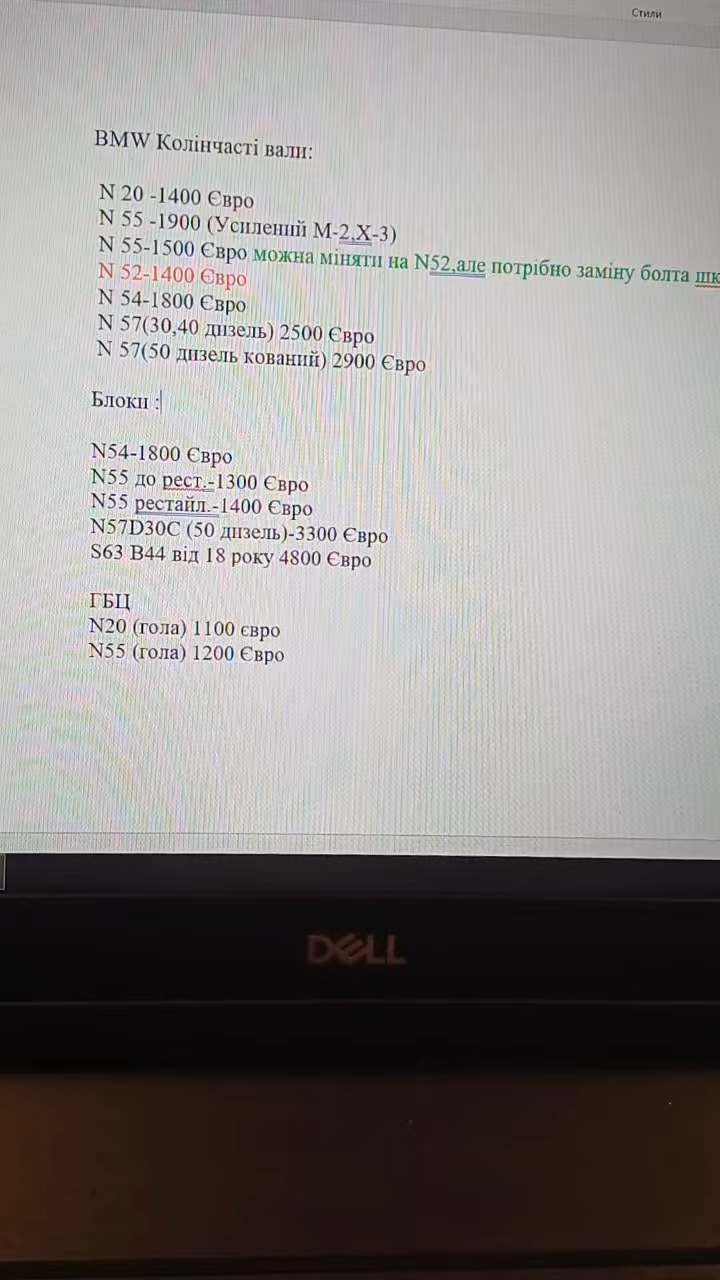 Стили
BMW Колінчасті вали:
N 20 -1400 Євро
N 55 -1900 (Усилений М-2,Х-3)
N 55-1500 Євро можна міняти на N52,але потрібно заміну болта
N 52-1400 Євро
N 54-1800 Євро
N 57(30,40 дизель) 2500 Євро
N 57(50 дизель кований) 2900 Євро
Блоки :
N54-1800 Євро
N55 до рест.-1300 Євро
N55 рестайл.-1400 Євро
N57D30C (50 дизель)-3300 Євро
S63 B44 від 18 року 4800 Євро
ГБЦ
N20 (гола) 1100 євро
N55 (гола) 1200 Євро
DELL